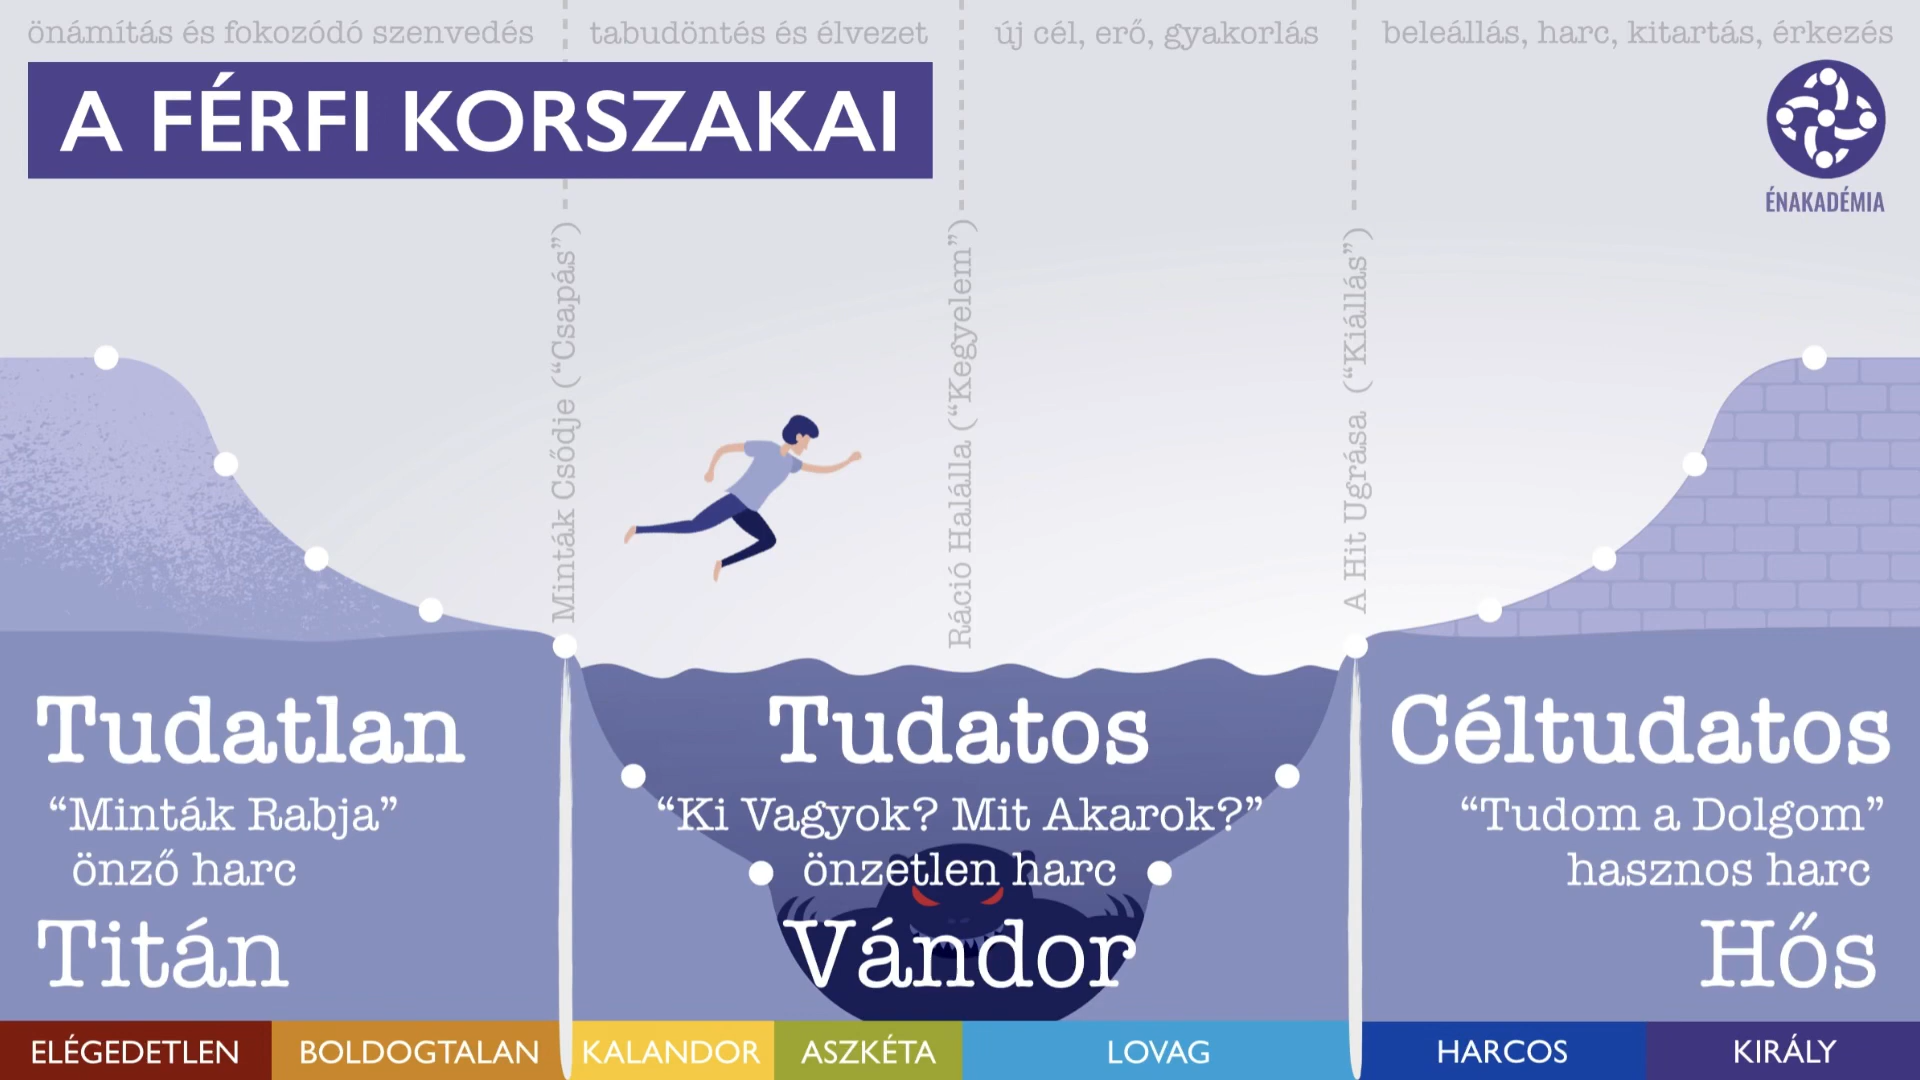 önámítás és fokozódó szenvedés
tabudöntés és élvezet
új cél, erő, gyakorlás
beleállás, harc, kitartás, érkezés
A FÉRFI KORSZAKAI
ÉNAKADÉMIA
Minták Csődje (“Csapás”)
Ráció Halálla (“Kegyelem”)
A Hit Ugrása (“Kiállás”)
Tudatlan
“Minták Rabja”
önző harc
Titán
Tudatos
“Ki Vagyok? Mit Akarok?”
önzetlen harc
Vándor
Céltudatos
“Tudom a Dolgom”
hasznos harc
Hős
ELÉGEDETLEN
BOLDOGTALAN
KALANDOR
ASZKÉTA
LOVAG
HARCOS
KIRÁLY